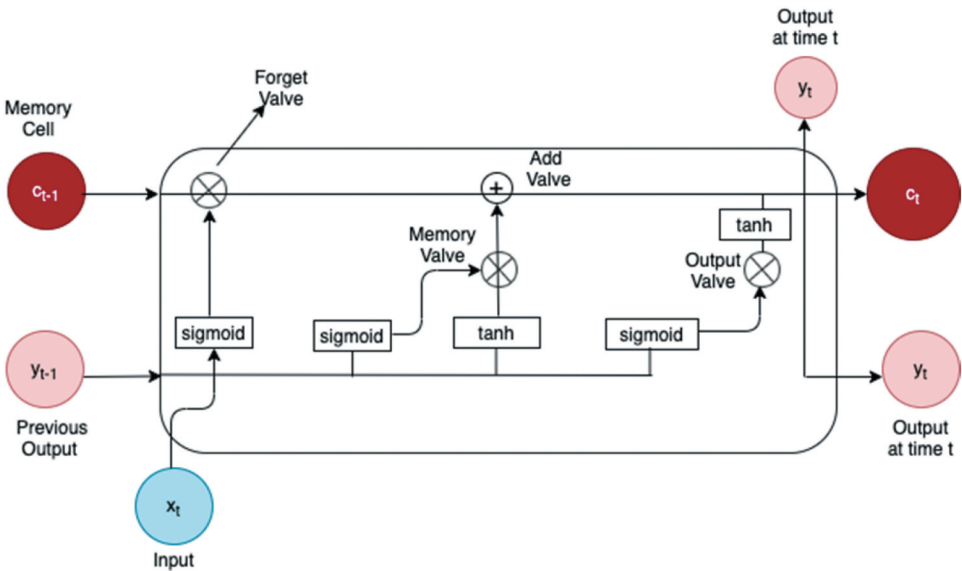 Output
at time t
yt
Forget
Valve
Memory
Cell
ct-1
Add
Valve
ct
tanh
Memory
Valve
Output
Valve
sigmoid
sigmoid
tanh
sigmoid
yt-1
yt
Previous
Output
Output
at time t
xt
Input